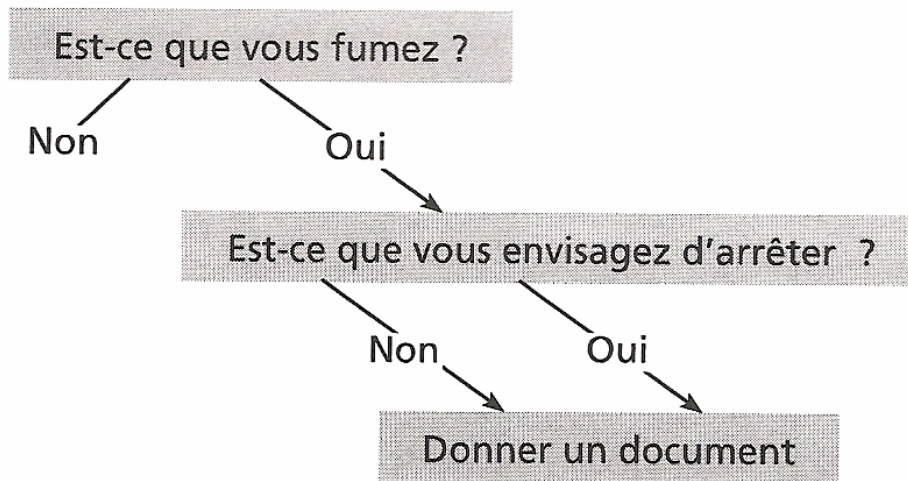 Est-ce que vous fumez ?
Non
Oui
Est-ce que vous envisagez d'arrêter ?
Non
Oui
Donner un document